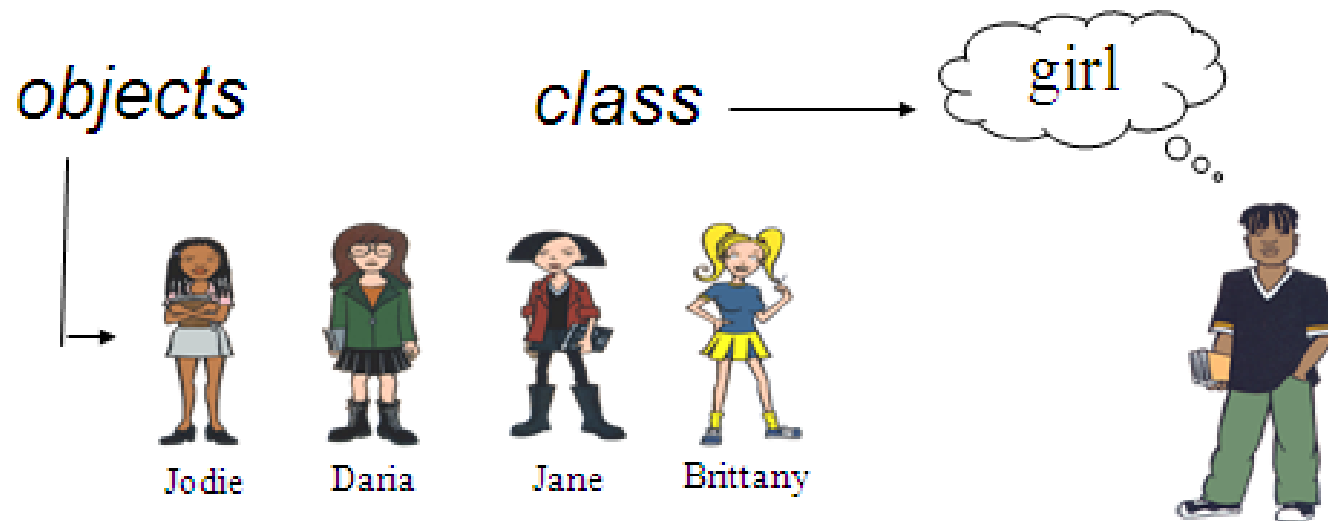 objects
class
girl
Jodie
Daria
Jane
Brittany